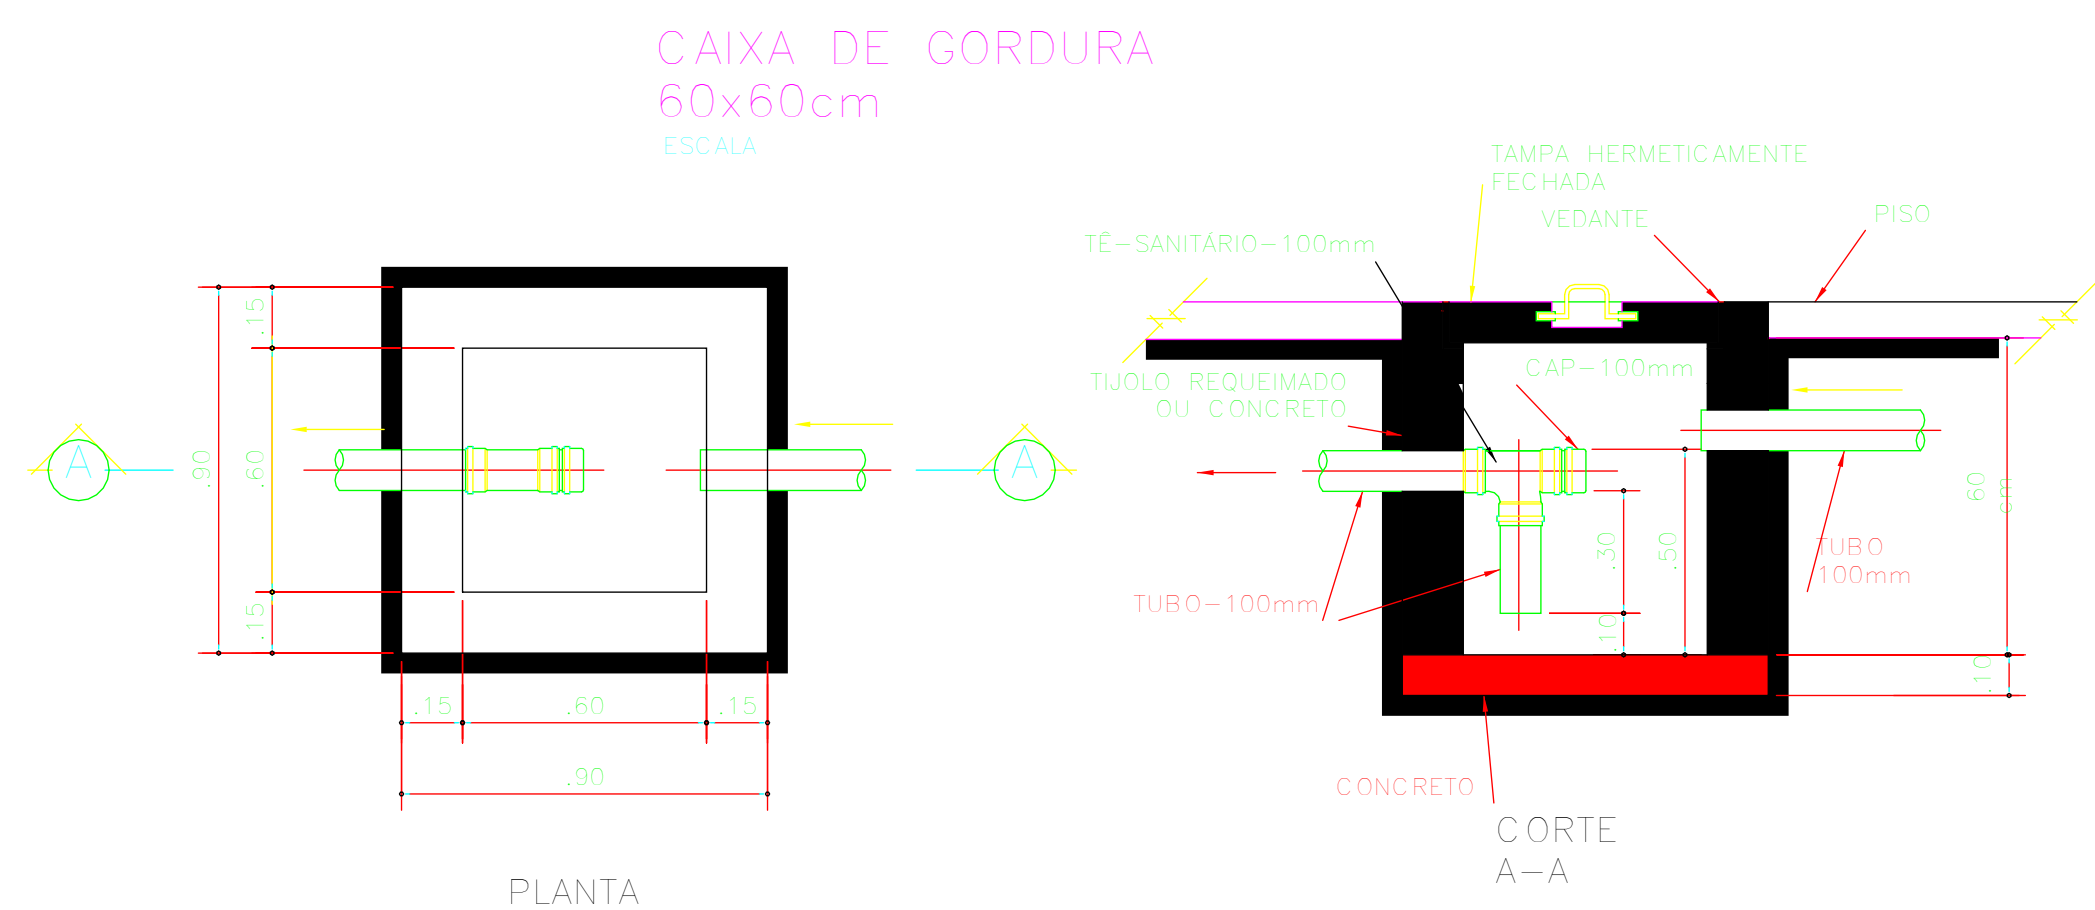 CAIXA DE GORDURA
60x60cm
ESCALA
TAMPA HERMETICAMENTE
FECHADA
VEDANTE
PISO
TÊ-SANITÁRIO-100mm
TIJOLO REQUEIMADO
OU CONCRETO
CAP-100mm
.15
.60
.15
.90
A
A
.15
.60
.15
.90
TUBO-100mm
.30
.50
.10
60
cm
.10
TUBO
100mm
CONCRETO
CORTE
A-A
PLANTA